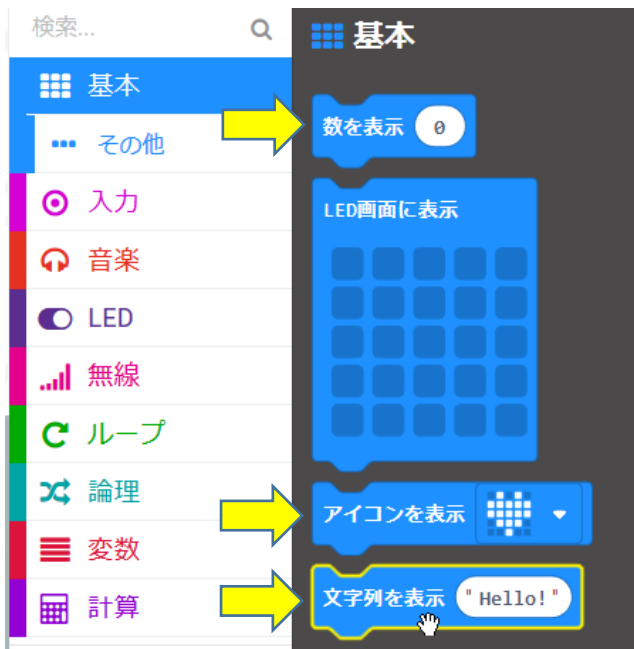 検索...
基本
その他
入力
音楽
LED
無線
ループ
論理
変数
計算
基本
数を表示 0
LED画面に表示
アイコンを表示
文字列を表示 "Hello!"